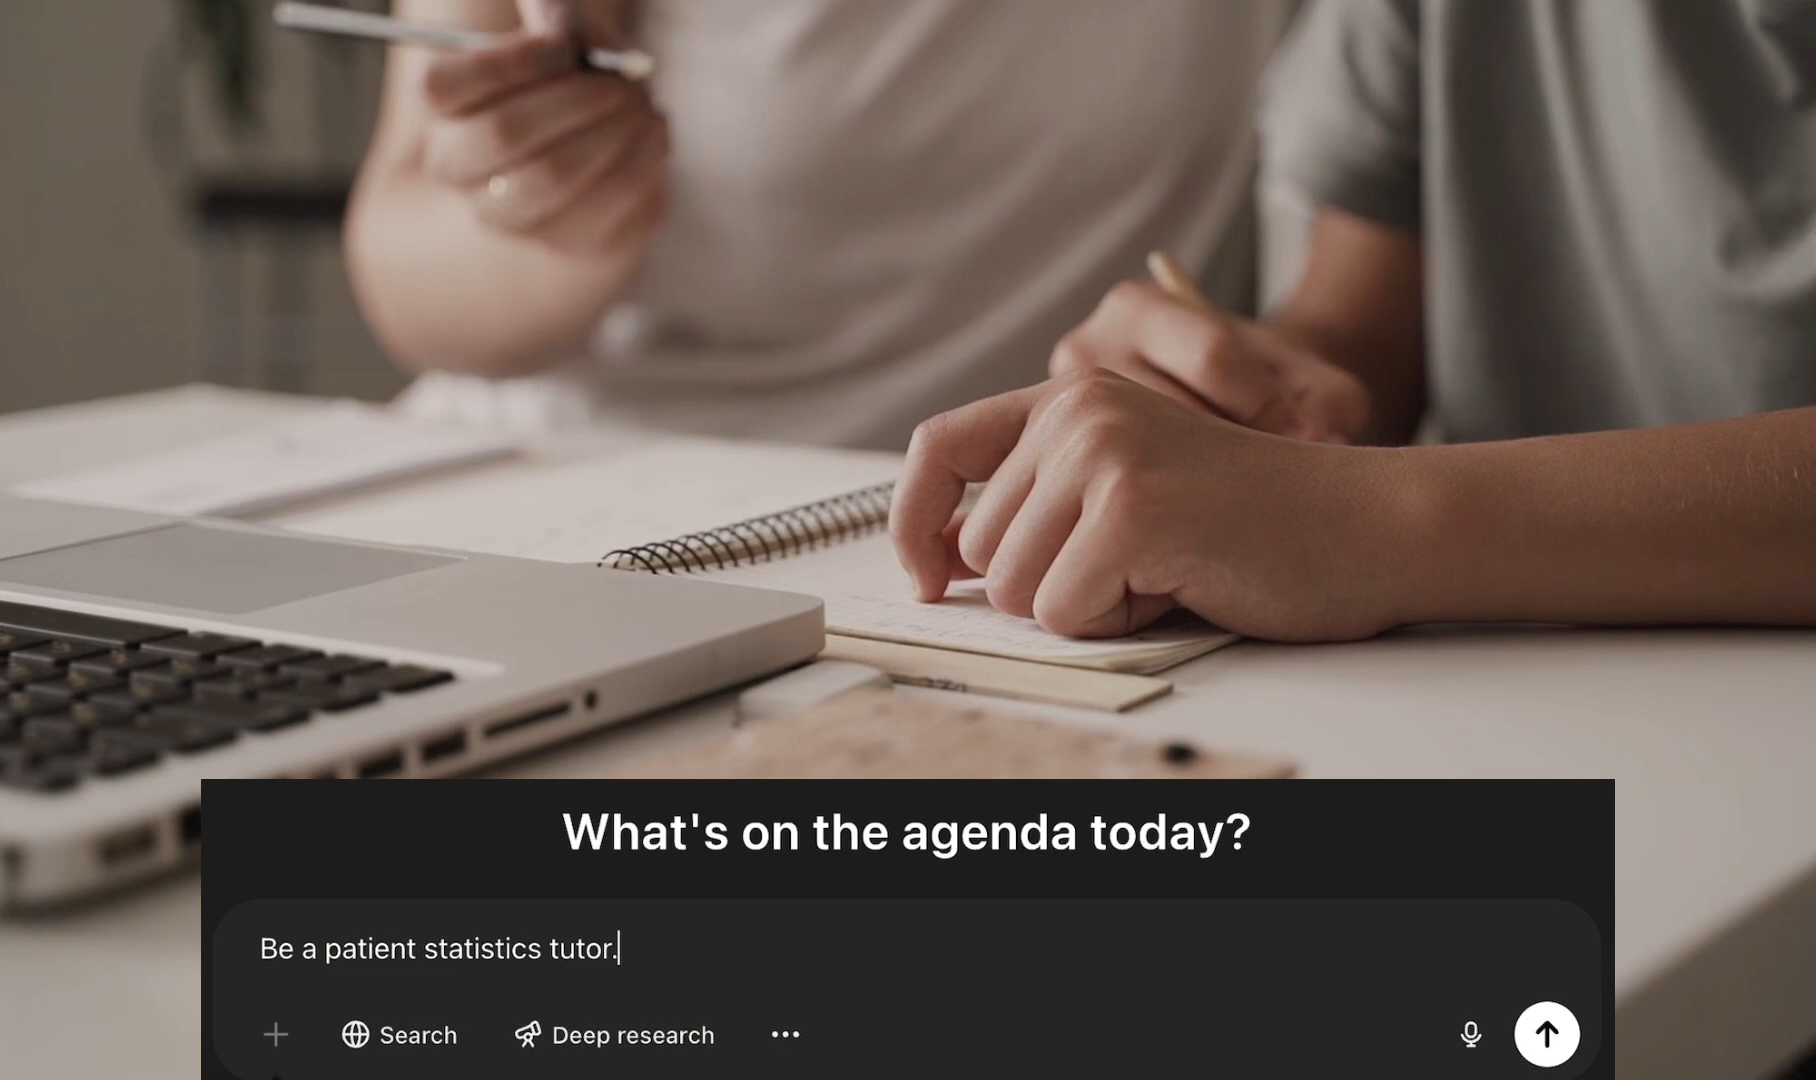 What's on the agenda today?
Be a patient statistics tutor.
Search
Deep research